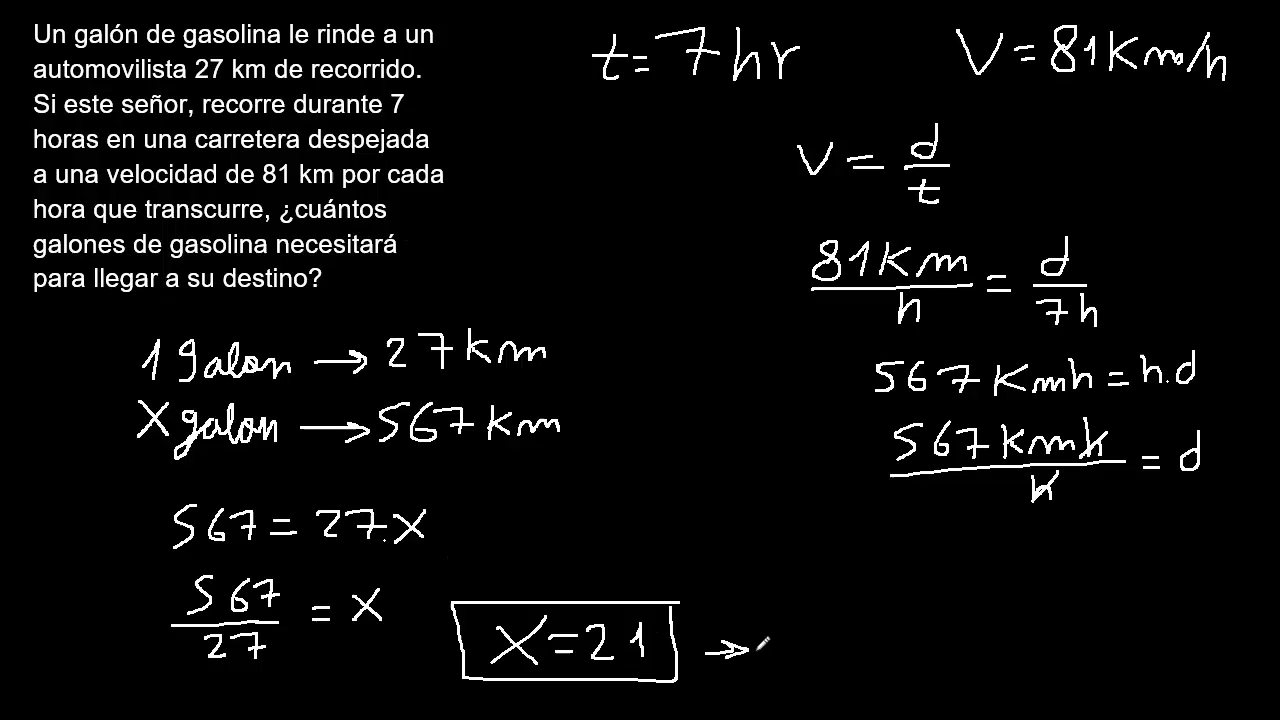 Un galón de gasolina le rinde a un
automovilista 27 km de recorrido.
Si este señor, recorre durante 7
horas en una carretera despejada
a una velocidad de 81 km por cada
hora que transcurre, ¿cuántos
galones de gasolina necesitará
para llegar a su destino?
1 galon → 27 km
X galon → 567 km
567 = 27.X
567/27 = X
X = 21 →
t = 7 hr
V = 81 Km/h
V = d/t
81 Km/h = d/7h
567 Kmh = h.d
567 Kmh/h = d